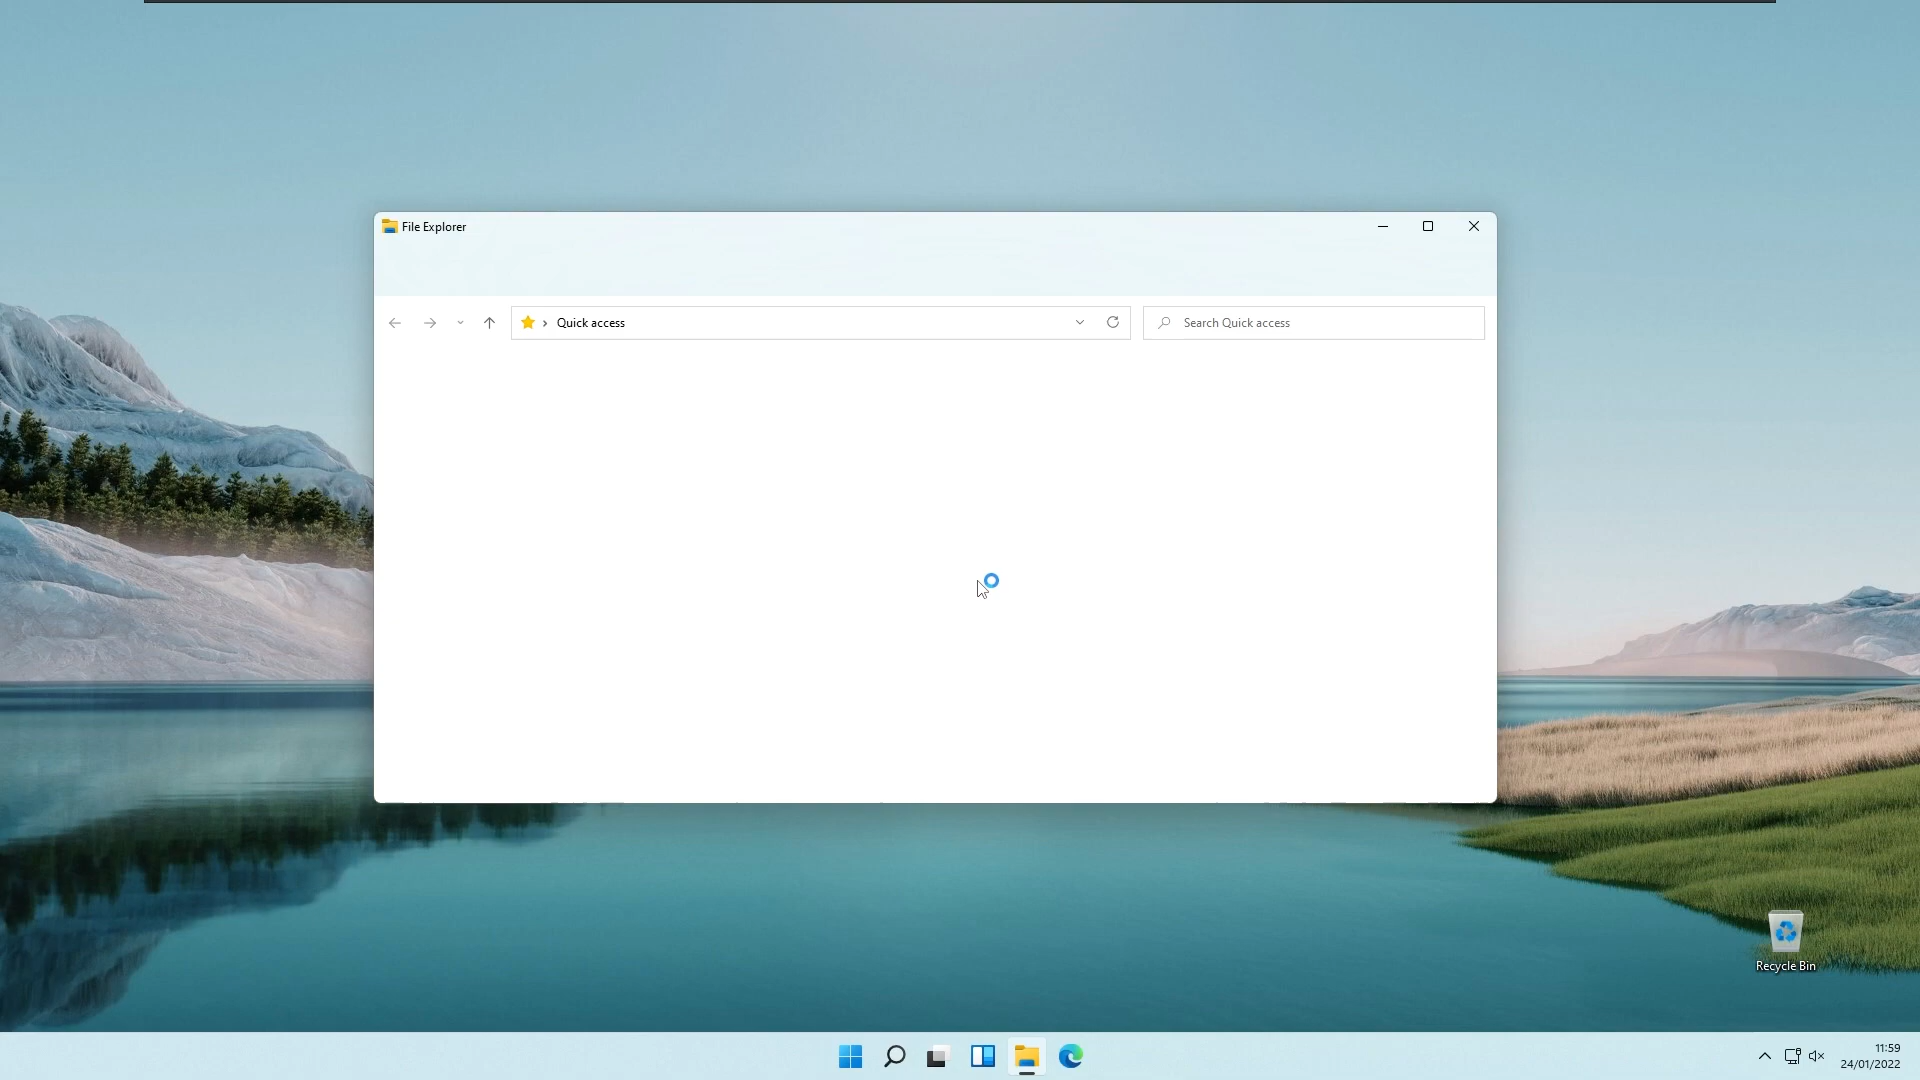 File Explorer
Quick access
Search Quick access
Recycle Bin
11:59
24/01/2022